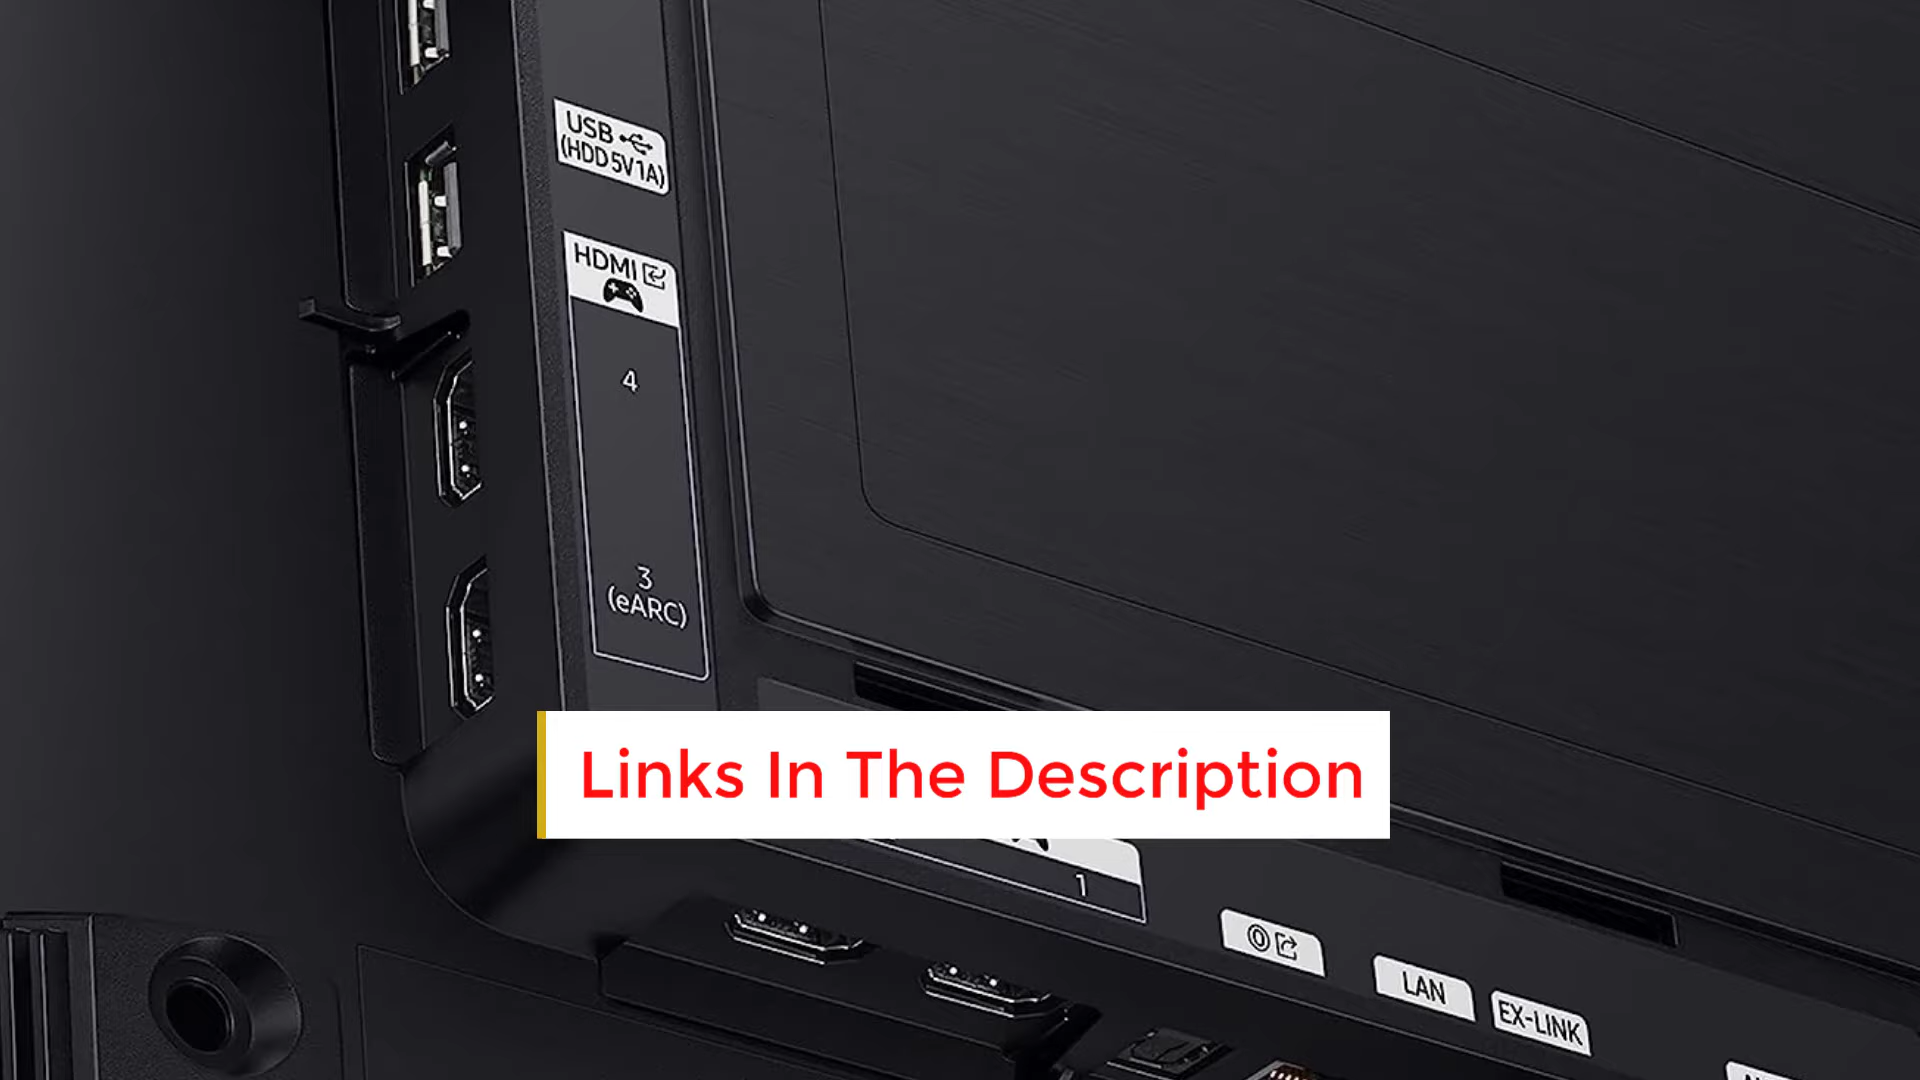 USB
(HDD 5V 1A)
HDMI
4
3
(eARC)
Links In The Description
1
LAN
EX-LINK